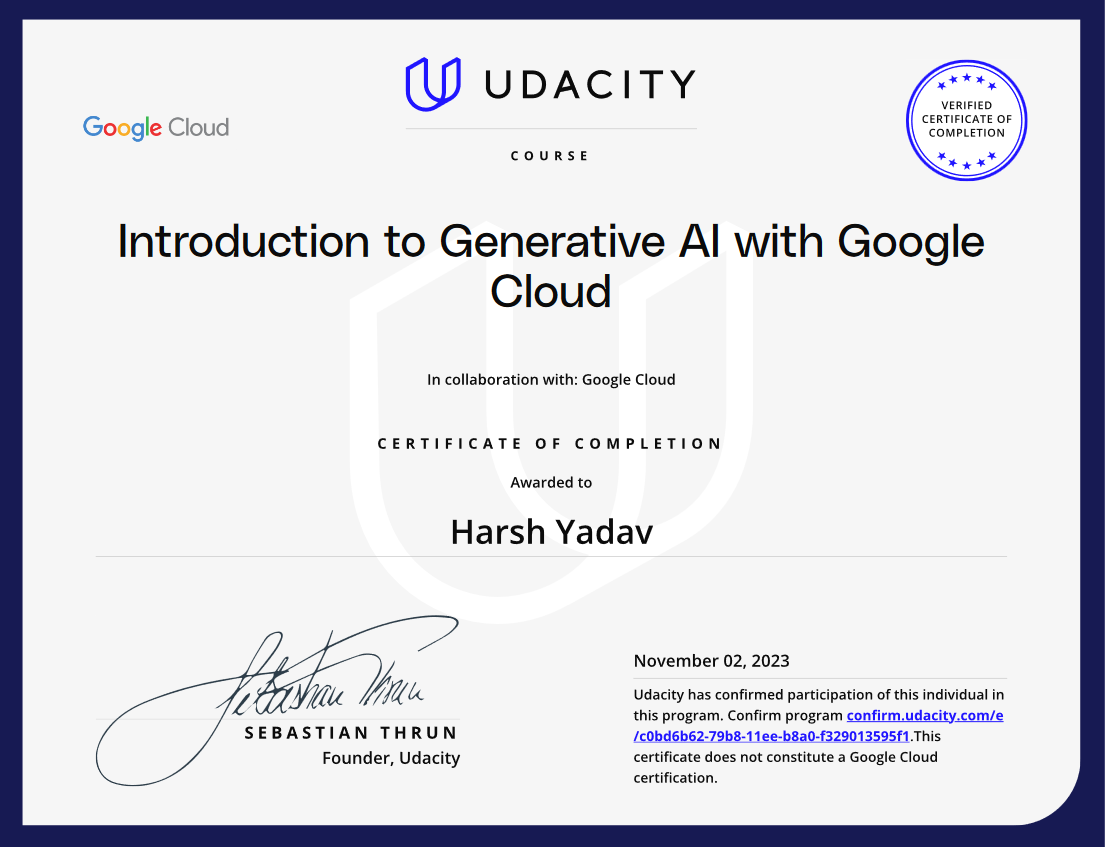 UDACITY
Google Cloud
VERIFIED
CERTIFICATE OF
COMPLETION
COURSE
Introduction to Generative AI with Google
Cloud
In collaboration with: Google Cloud
CERTIFICATE OF COMPLETION
Awarded to
Harsh Yadav
Sebastian Thrun
SEBASTIAN THRUN
Founder, Udacity
November 02, 2023
Udacity has confirmed participation of this individual in
this program. Confirm program confirm.udacity.com/e
/c0bd6b62-79b8-11ee-b8a0-f329013595f1.This
certificate does not constitute a Google Cloud
certification.